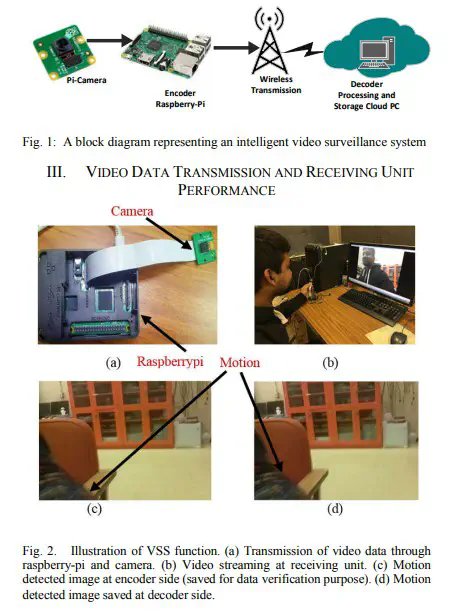 Pi-Camera
Encoder
Raspberry-Pi
Wireless
Transmission
Decoder
Processing and
Storage Cloud PC
Fig. 1: A block diagram representing an intelligent video surveillance system
III. VIDEO DATA TRANSMISSION AND RECEIVING UNIT
PERFORMANCE
Camera
(a)
Raspberrypi
Motion
(b)
(c)
(d)
Fig. 2. Illustration of VSS function. (a) Transmission of video data through
raspberry-pi and camera. (b) Video streaming at receiving unit. (c) Motion
detected image at encoder side (saved for data verification purpose). (d) Motion
detected image saved at decoder side.